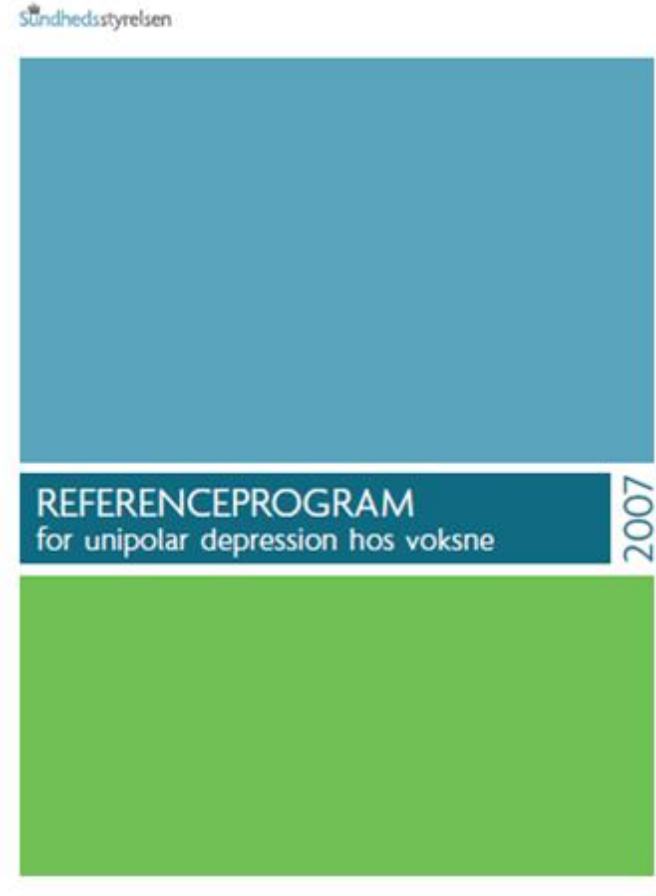 Sundhedsstyrelsen
REFERENCEPROGRAM
for unipolar depression hos voksne
2007